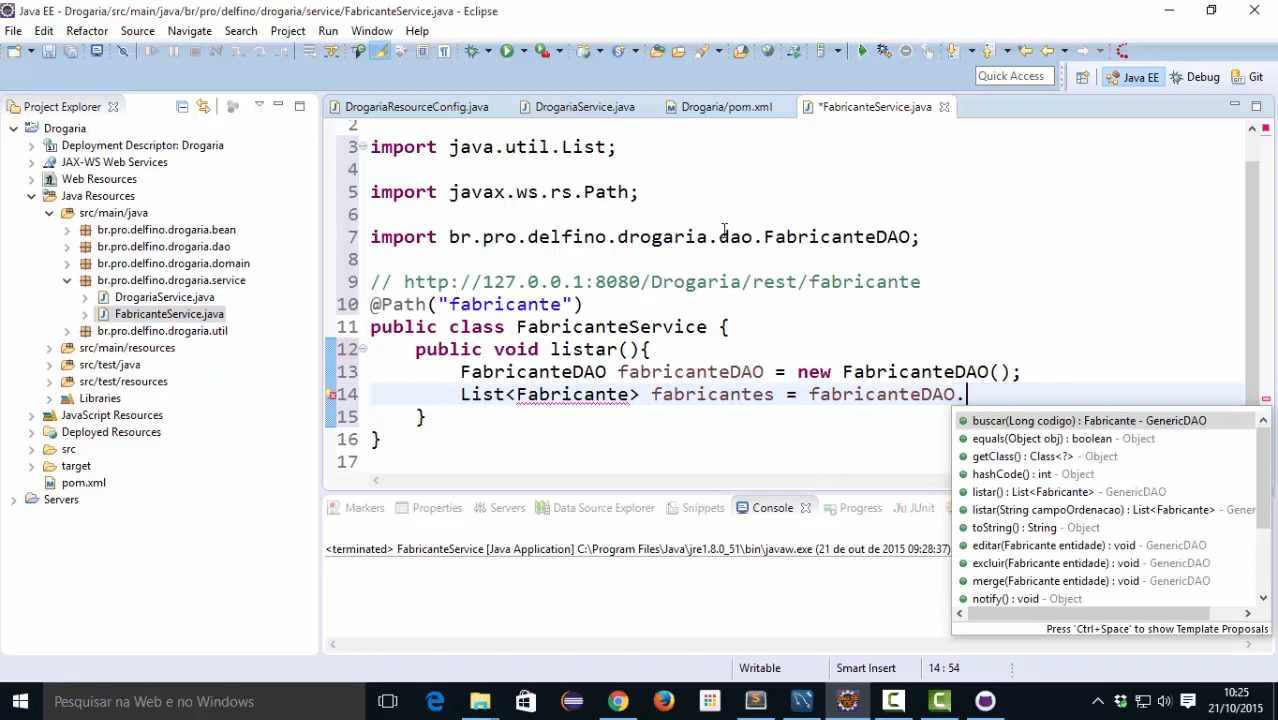 Java EE - Drogaria/src/main/java/br/pro/delfino/drogaria/service/FabricanteService.java - Eclipse
File Edit Refactor Source Navigate Search Project Run Window Help
Quick Access
Java EE
Debug
Git
Project Explorer
Drogaria
Deployment Descriptor: Drogaria
JAX-WS Web Services
Web Resources
Java Resources
src/main/java
br.pro.delfino.drogaria.bean
br.pro.delfino.drogaria.dao
br.pro.delfino.drogaria.domain
br.pro.delfino.drogaria.service
DrogariaService.java
FabricanteService.java
br.pro.delfino.drogaria.util
src/main/resources
src/test/java
src/test/resources
Libraries
JavaScript Resources
Deployed Resources
src
target
pom.xml
Servers
DrogariaResourceConfig.java DrogariaService.java Drogaria/pom.xml *FabricanteService.java
2
3 import java.util.List;
4
5 import javax.ws.rs.Path;
6
7 import br.pro.delfino.drogaria.dao.FabricanteDAO;
8
9 // http://127.0.0.1:8080/Drogaria/rest/fabricante
10 @Path("fabricante")
11 public class FabricanteService {
12 public void listar(){
13 FabricanteDAO fabricanteDAO = new FabricanteDAO();
14 List<Fabricante> fabricantes = fabricanteDAO.
15 }
16 }
17
buscar(Long codigo) : Fabricante - GenericDAO
equals(Object obj) : boolean - Object
getClass() : Class<?> - Object
hashCode() : int - Object
listar() : List<Fabricante> - GenericDAO
listar(String campoOrdenacao) : List<Fabricante> - Gener
toString() : String - Object
editar(Fabricante entidade) : void - GenericDAO
excluir(Fabricante entidade) : void - GenericDAO
merge(Fabricante entidade) : void - GenericDAO
notify() : void - Object
Press 'Ctrl+Space' to show Template Proposals
Markers Properties Servers Data Source Explorer Snippets Console Progress JUnit
<terminated> FabricanteService [Java Application] C:\Program Files\Java\jre1.8.0_51\bin\javaw.exe (21 de out de 2015 09:28:37)
Writable Smart Insert 14 : 54
Pesquisar na Web e no Windows
10:25
21/10/2015